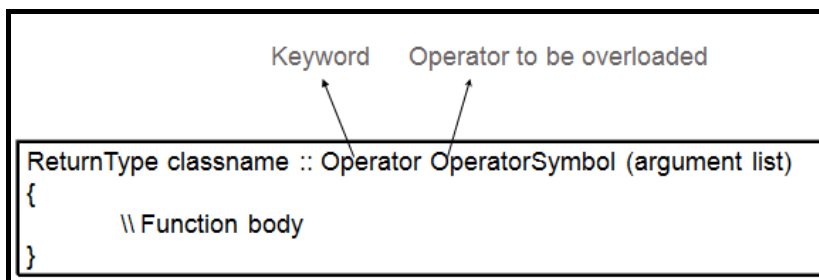 Keyword Operator to be overloaded
ReturnType classname :: Operator OperatorSymbol (argument list)
{
\\ Function body
}